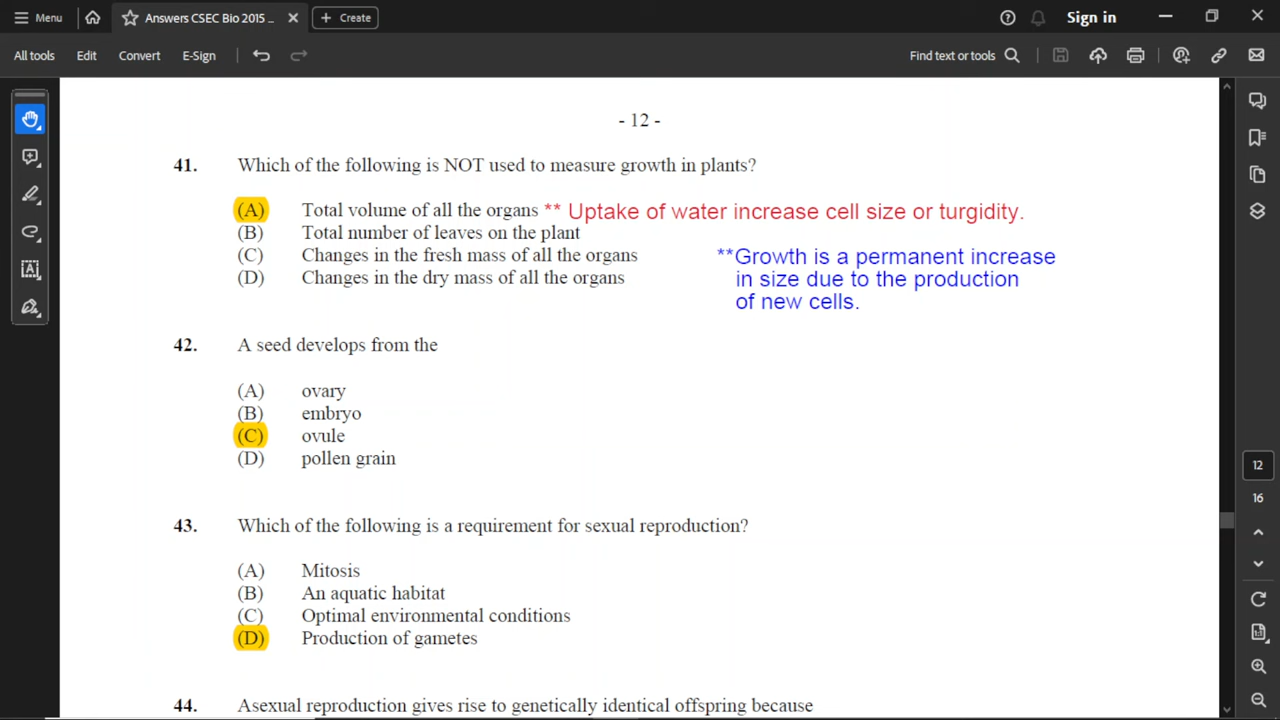 Menu
Answers CSEC Bio 2015 ...
Create
Sign in
All tools Edit Convert E-Sign
Find text or tools
- 12 -
41. Which of the following is NOT used to measure growth in plants?
(A) Total volume of all the organs ** Uptake of water increase cell size or turgidity.
(B) Total number of leaves on the plant
(C) Changes in the fresh mass of all the organs
(D) Changes in the dry mass of all the organs
**Growth is a permanent increase
in size due to the production
of new cells.
42. A seed develops from the
(A) ovary
(B) embryo
(C) ovule
(D) pollen grain
43. Which of the following is a requirement for sexual reproduction?
(A) Mitosis
(B) An aquatic habitat
(C) Optimal environmental conditions
(D) Production of gametes
44. Asexual reproduction gives rise to genetically identical offspring because
12
16
1:1